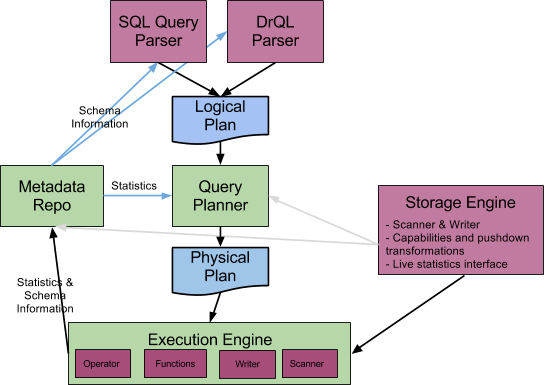 SQL Query
Parser
DrQL
Parser
Schema
Information
Logical
Plan
Metadata
Repo
Statistics
Query
Planner
Storage Engine
- Scanner & Writer
- Capabilities and pushdown
transformations
- Live statistics interface
Physical
Plan
Statistics &
Schema
Information
Execution Engine
Operator
Functions
Writer
Scanner